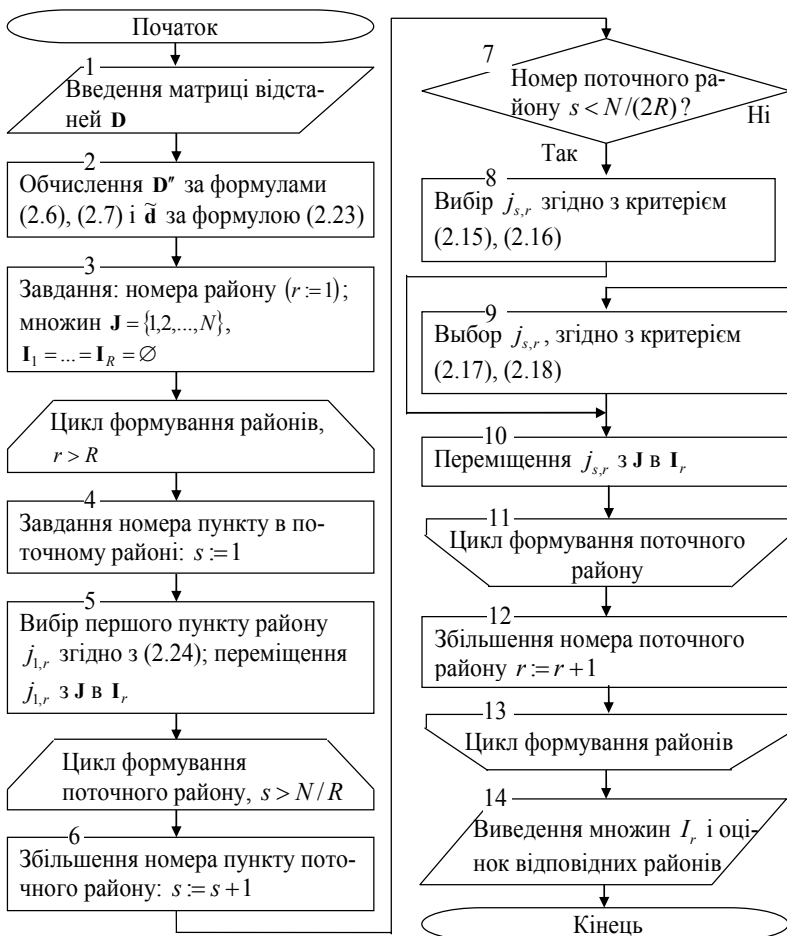 Початок
1
Введення матриці відста-
ней D
2
Обчислення D″ за формулами
(2.6), (2.7) і d̃ за формулою (2.23)
3
Завдання: номера району (r := 1);
множин J = {1,2,...,N},
I₁ = ... = I_R = ∅
Цикл формування районів,
r > R
4
Завдання номера пункту в по-
точному районі: s := 1
5
Вибір першого пункту району
j₁,ᵣ згідно з (2.24); переміщення
j₁,ᵣ з J в Iᵣ
Цикл формування
поточного району, s > N / R
6
Збільшення номера пункту пото-
чного району: s := s + 1
7
Номер поточного ра-
йону s < N /(2R) ?
Ні
Так
8
Вибір j_{s,r} згідно з критерієм
(2.15), (2.16)
9
Выбор j_{s,r}, згідно з критерієм
(2.17), (2.18)
10
Переміщення j_{s,r} з J в Iᵣ
11
Цикл формування поточного
району
12
Збільшення номера поточного
району r := r + 1
13
Цикл формування районів
14
Виведення множин Iᵣ і оці-
нок відповідних районів
Кінець